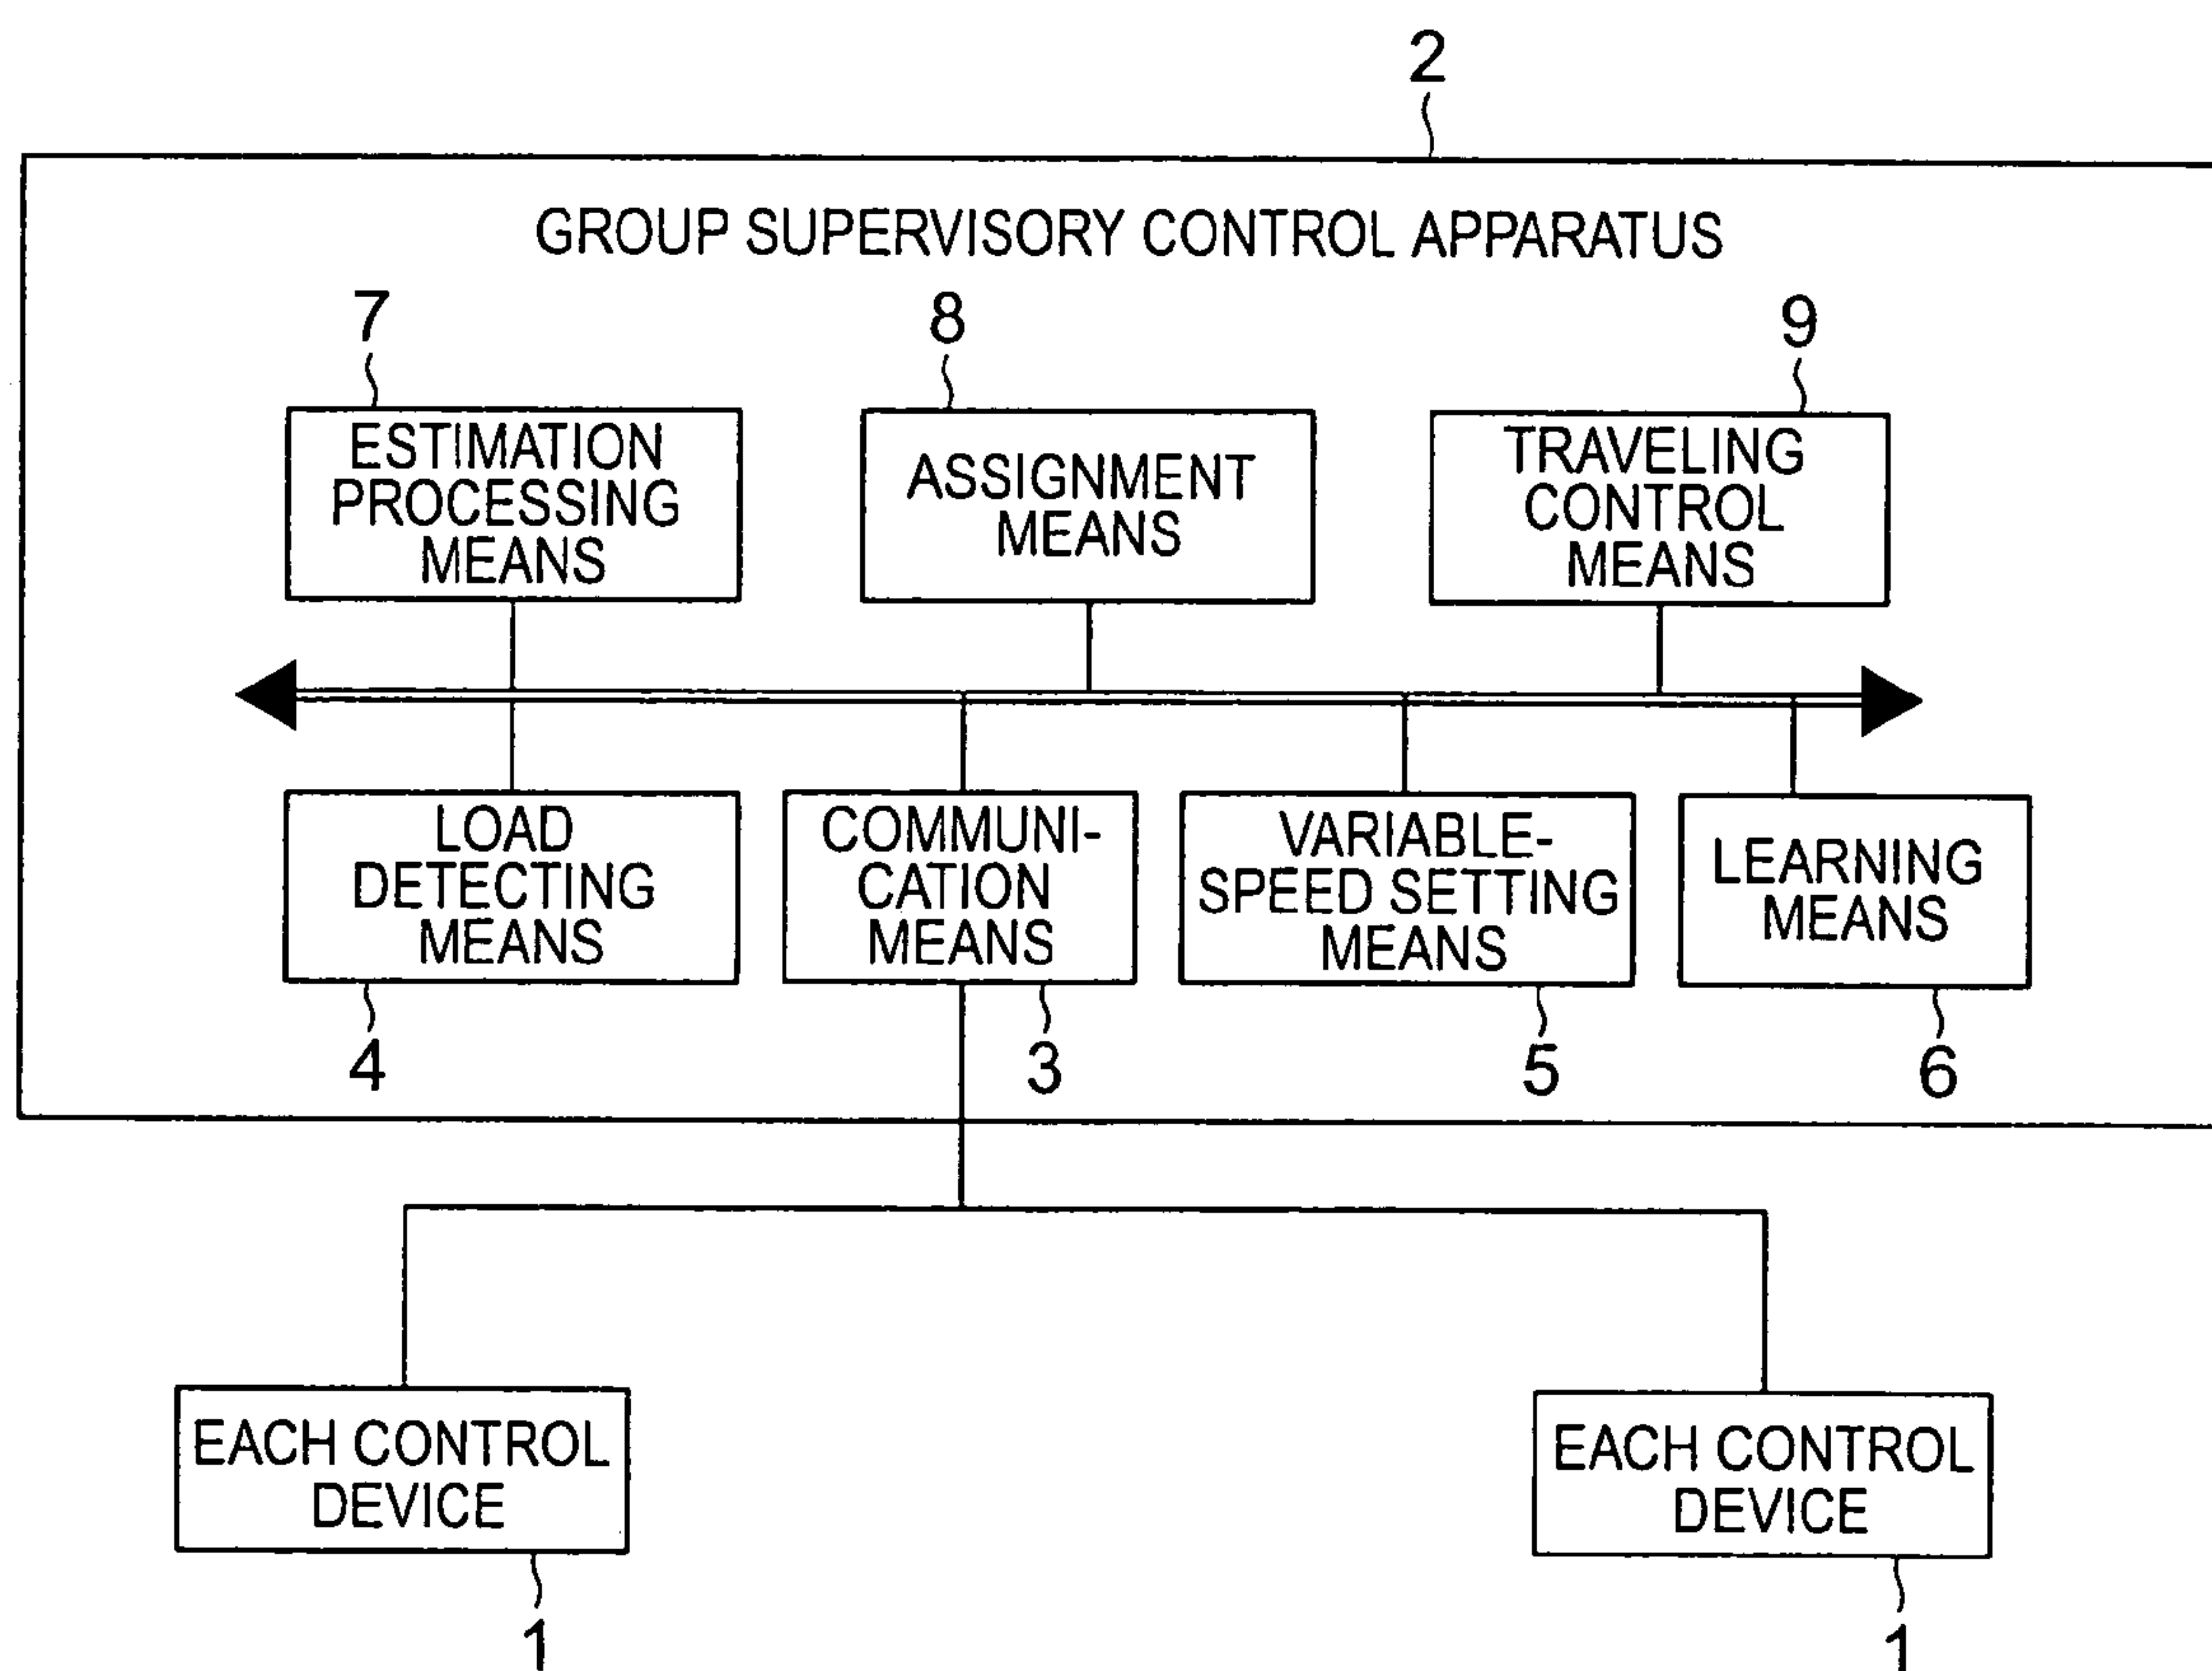 2
GROUP SUPERVISORY CONTROL APPARATUS
7
8
9
ESTIMATION
PROCESSING
MEANS
ASSIGNMENT
MEANS
TRAVELING
CONTROL
MEANS
LOAD
DETECTING
MEANS
COMMUNI-
CATION
MEANS
VARIABLE-
SPEED SETTING
MEANS
LEARNING
MEANS
4
3
5
6
EACH CONTROL
DEVICE
EACH CONTROL
DEVICE
1
1